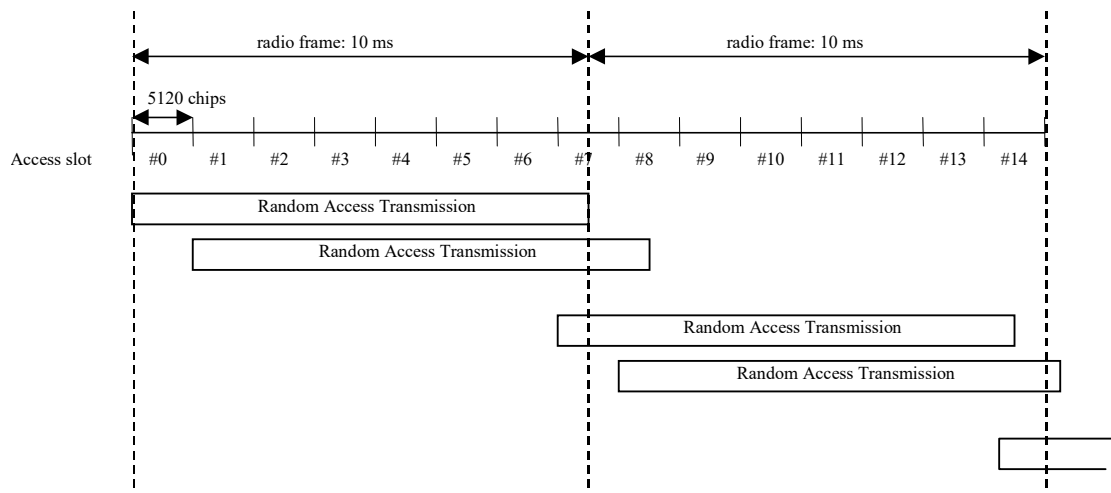 radio frame: 10 ms radio frame: 10 ms
5120 chips
Access slot #0 #1 #2 #3 #4 #5 #6 #7 #8 #9 #10 #11 #12 #13 #14
Random Access Transmission
Random Access Transmission
Random Access Transmission
Random Access Transmission